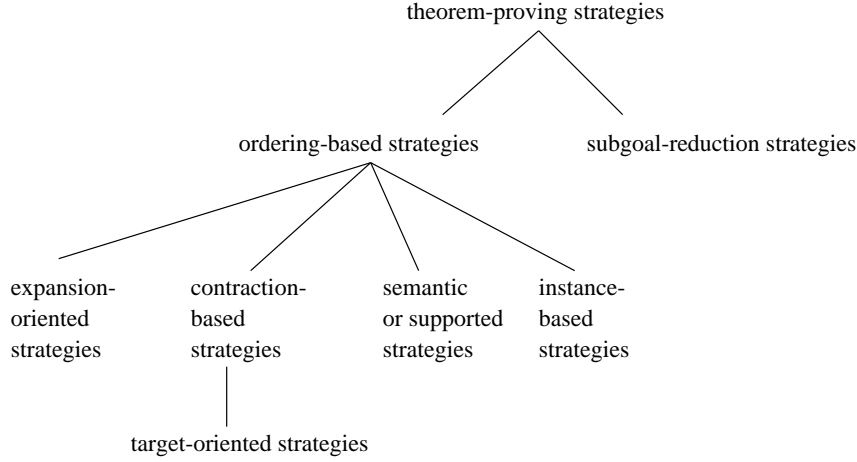 theorem-proving strategies
ordering-based strategies
subgoal-reduction strategies
expansion-
oriented
strategies
contraction-
based
strategies
semantic
or supported
strategies
instance-
based
strategies
target-oriented strategies